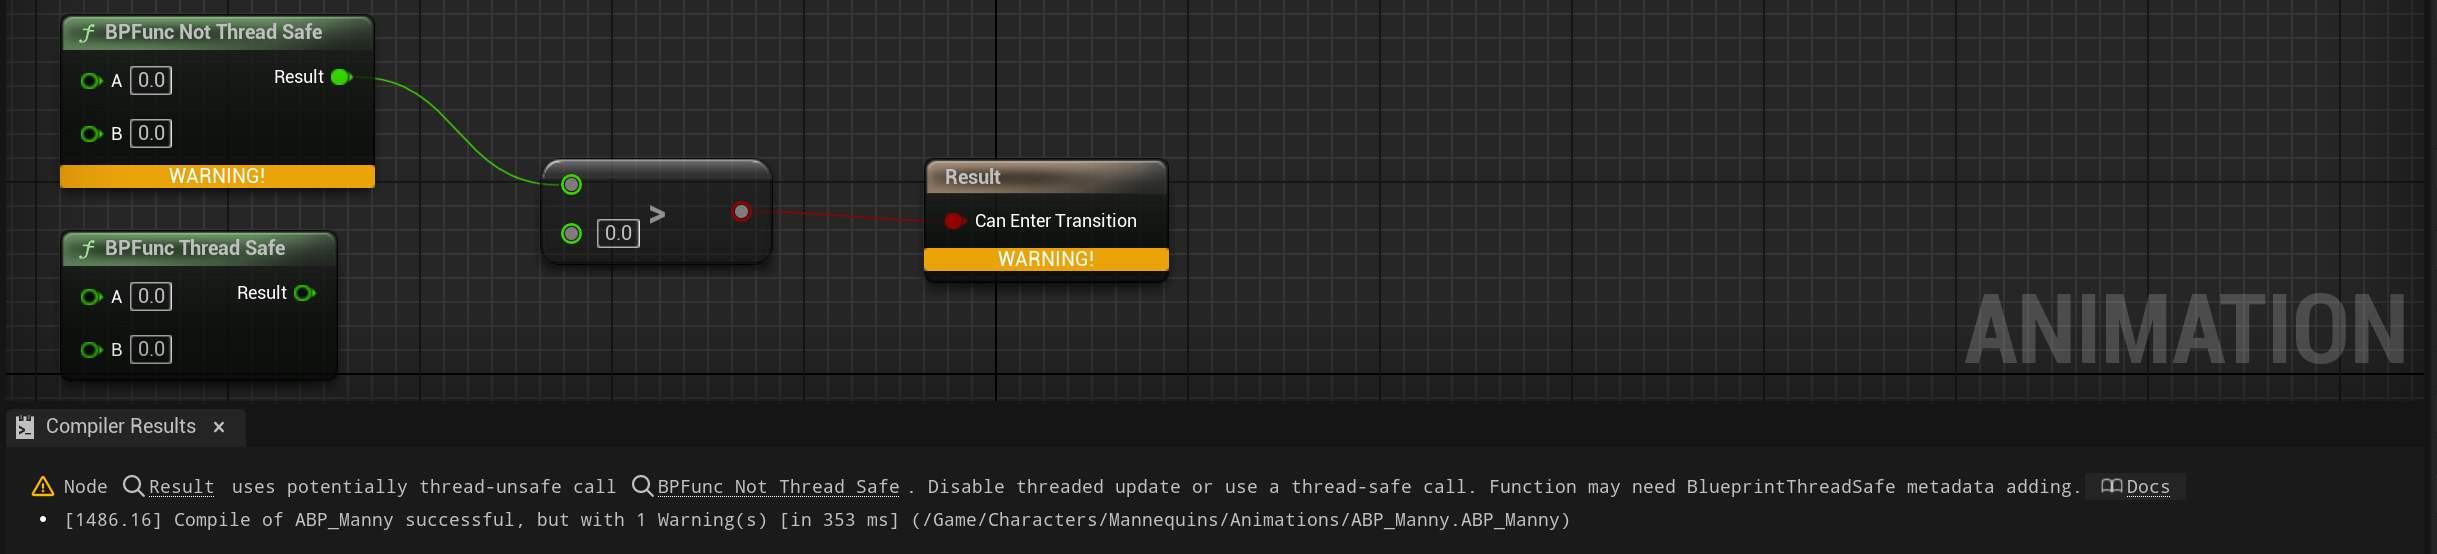 BPFunc Not Thread Safe
A 0.0 Result
B 0.0
WARNING!
BPFunc Thread Safe
A 0.0 Result
B 0.0
>
0.0
Result
Can Enter Transition
WARNING!
ANIMATION
Compiler Results ×
Node Result uses potentially thread-unsafe call BPFunc Not Thread Safe . Disable threaded update or use a thread-safe call. Function may need BlueprintThreadSafe metadata adding. Docs
• [1486.16] Compile of ABP_Manny successful, but with 1 Warning(s) [in 353 ms] (/Game/Characters/Mannequins/Animations/ABP_Manny.ABP_Manny)